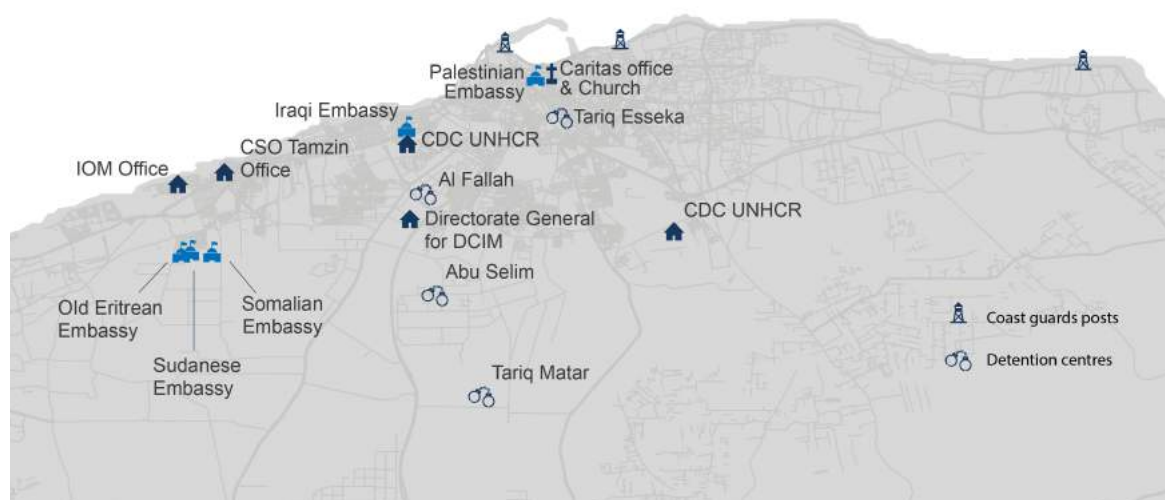 Palestinian
Embassy
Caritas office
& Church
Iraqi Embassy
Tariq Esseka
CSO Tamzin
Office
CDC UNHCR
IOM Office
Al Fallah
Directorate General
for DCIM
CDC UNHCR
Abu Selim
Old Eritrean
Embassy
Somalian
Embassy
Sudanese
Embassy
Tariq Matar
Coast guards posts
Detention centres